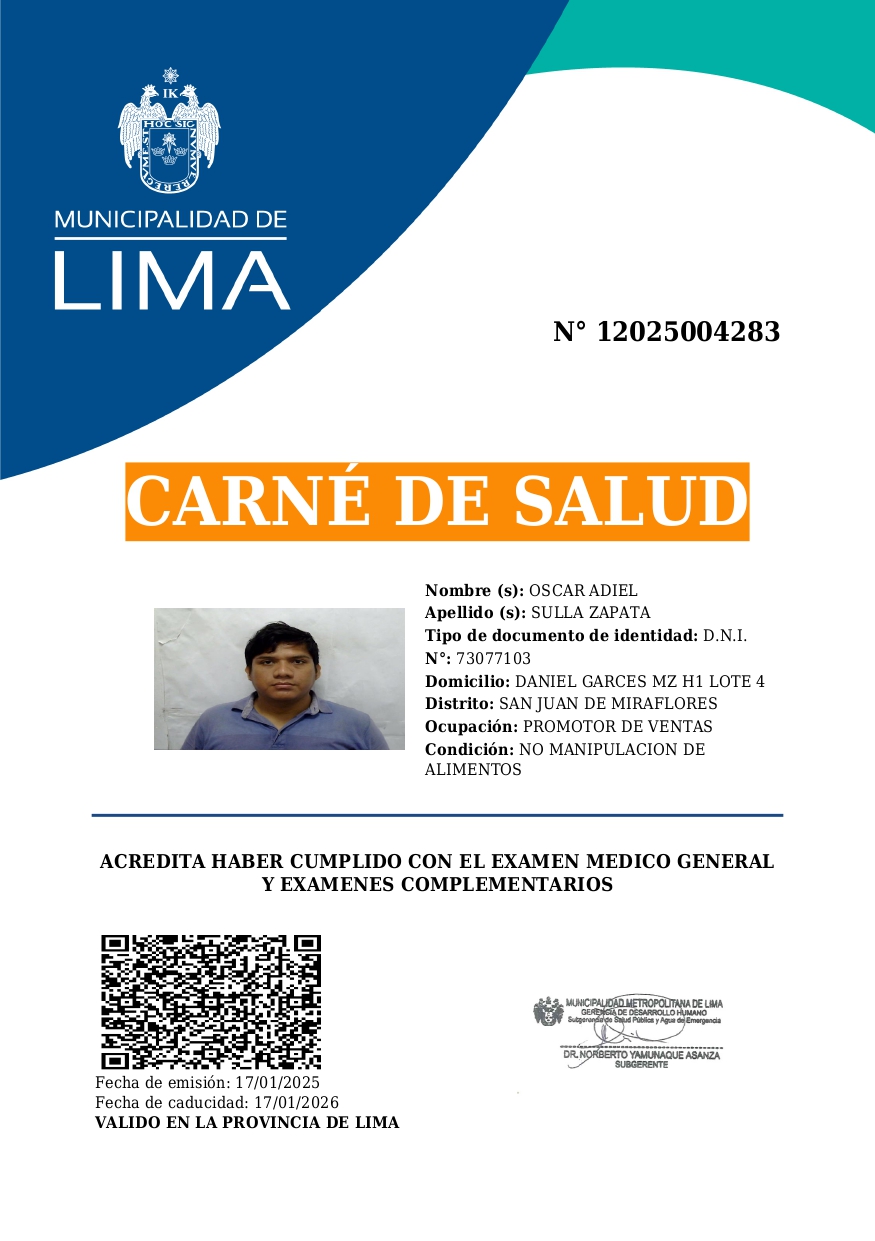 IK
HOC SIG
NUMVERE
REGUM EST
MUNICIPALIDAD DE
LIMA
N° 12025004283
CARNÉ DE SALUD
Nombre (s): OSCAR ADIEL
Apellido (s): SULLA ZAPATA
Tipo de documento de identidad: D.N.I.
N°: 73077103
Domicilio: DANIEL GARCES MZ H1 LOTE 4
Distrito: SAN JUAN DE MIRAFLORES
Ocupación: PROMOTOR DE VENTAS
Condición: NO MANIPULACION DE
ALIMENTOS
ACREDITA HABER CUMPLIDO CON EL EXAMEN MEDICO GENERAL
Y EXAMENES COMPLEMENTARIOS
MUNICIPALIDAD METROPOLITANA DE LIMA
GERENCIA DE DESARROLLO HUMANO
Subgerencia de Salud Pública y Agua de Emergencia
DR. NORBERTO YAMUNAQUE ASANZA
SUBGERENTE
Fecha de emisión: 17/01/2025
Fecha de caducidad: 17/01/2026
VALIDO EN LA PROVINCIA DE LIMA